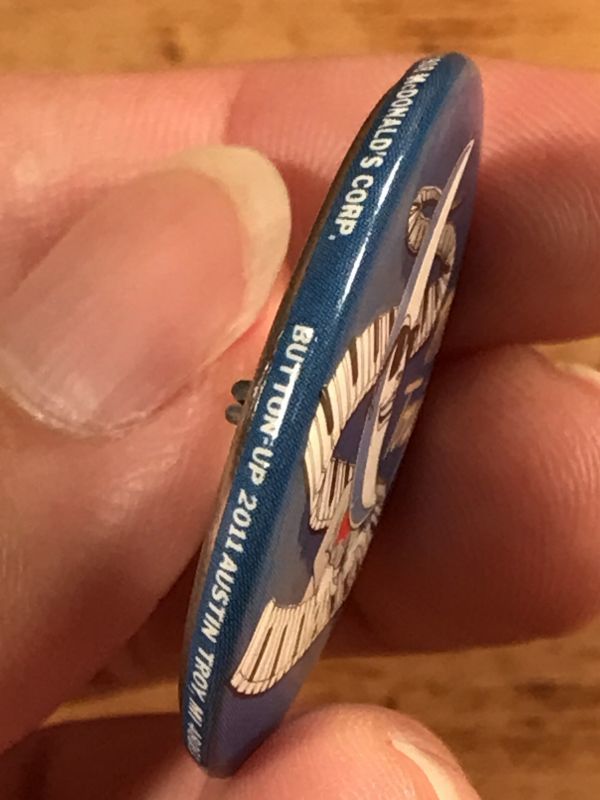 McDONALD'S CORP.
BUTTON-UP 2011 AUSTIN TROY, MI